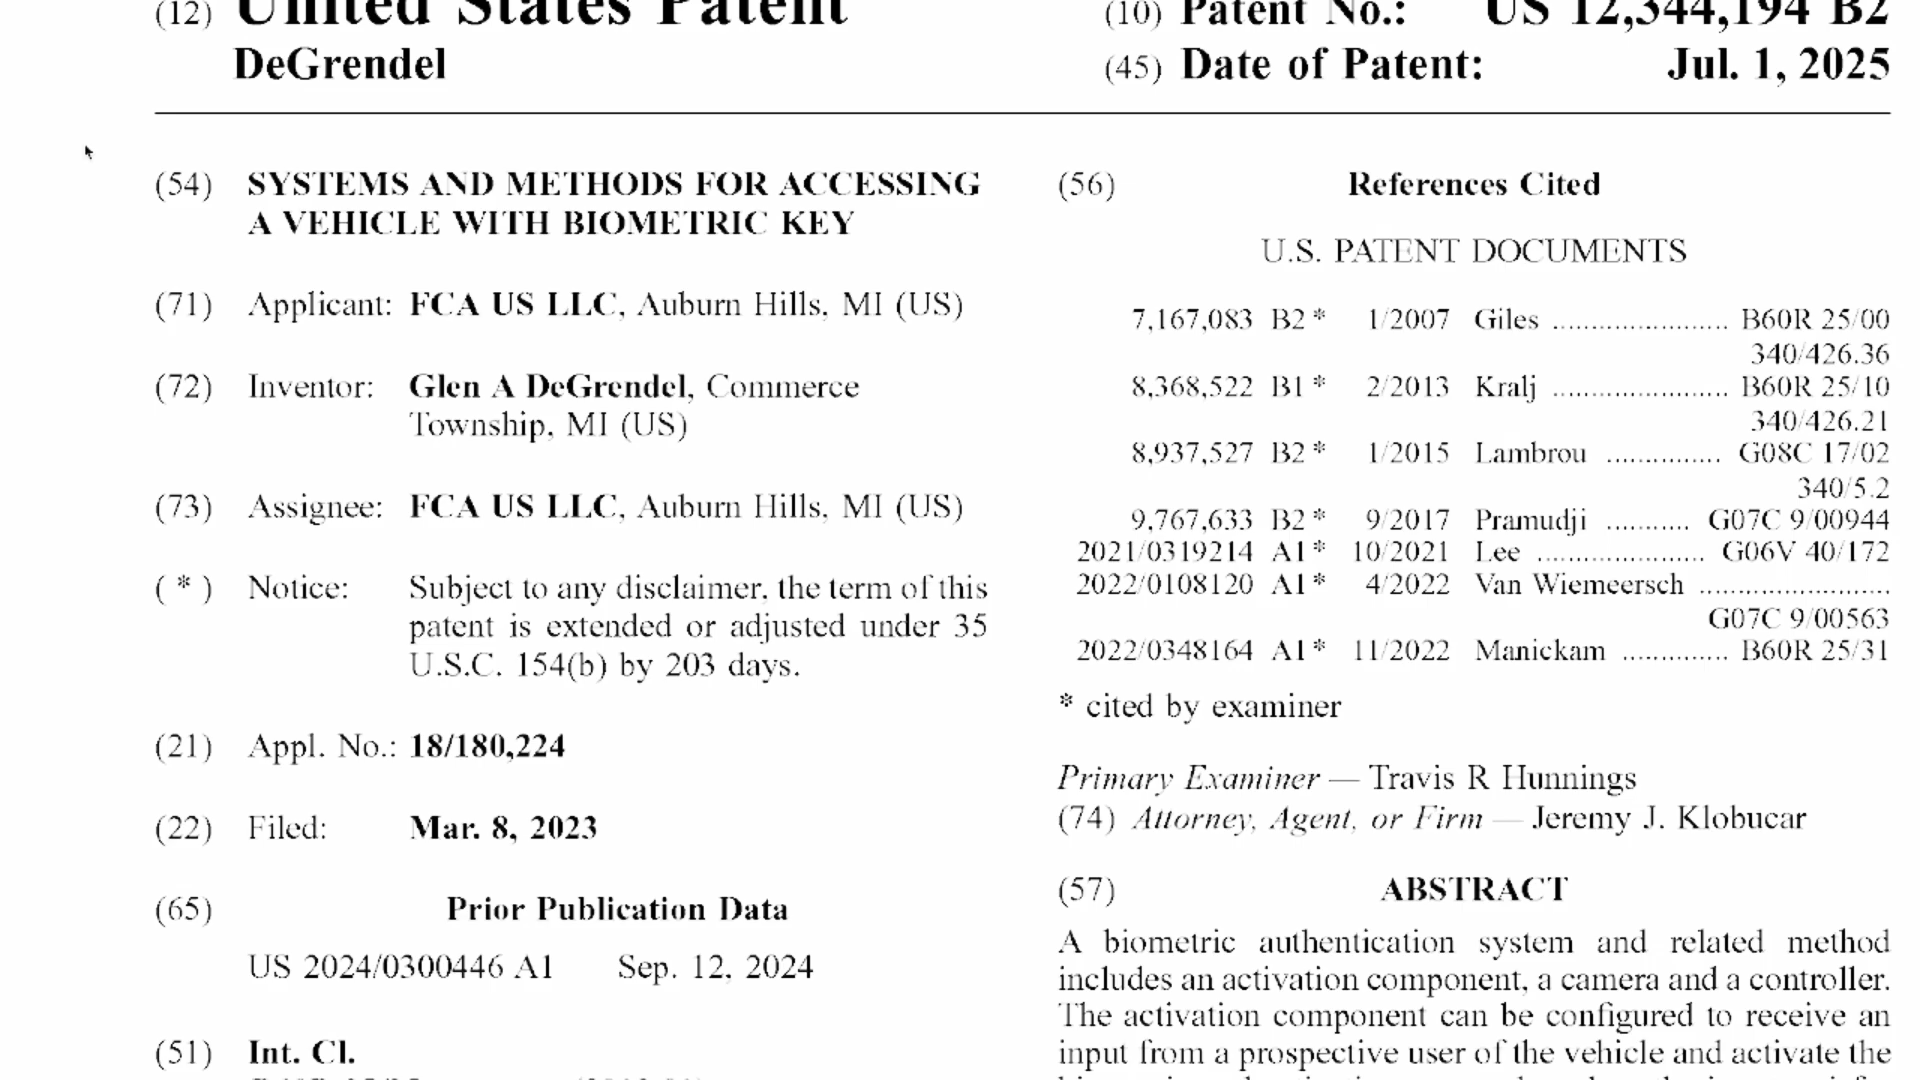 (12) United States Patent
DeGrendel
(10) Patent No.: US 12,344,194 B2
(45) Date of Patent: Jul. 1, 2025
(54) SYSTEMS AND METHODS FOR ACCESSING
A VEHICLE WITH BIOMETRIC KEY
(71) Applicant: FCA US LLC, Auburn Hills, MI (US)
(72) Inventor: Glen A DeGrendel, Commerce
Township, MI (US)
(73) Assignee: FCA US LLC, Auburn Hills, MI (US)
( * ) Notice: Subject to any disclaimer, the term of this
patent is extended or adjusted under 35
U.S.C. 154(b) by 203 days.
(21) Appl. No.: 18/180,224
(22) Filed: Mar. 8, 2023
(65) Prior Publication Data
US 2024/0300446 A1 Sep. 12, 2024
(51) Int. Cl.
(56) References Cited
U.S. PATENT DOCUMENTS
7,167,083 B2 * 1/2007 Giles ....................... B60R 25/00
340/426.36
8,368,522 B1 * 2/2013 Kralj ....................... B60R 25/10
340/426.21
8,937,527 B2 * 1/2015 Lambrou ............... G08C 17/02
340/5.2
9,767,633 B2 * 9/2017 Pramudji ........... G07C 9/00944
2021/0319214 A1 * 10/2021 Lee ...................... G06V 40/172
2022/0108120 A1 * 4/2022 Van Wiemeersch .........................
G07C 9/00563
2022/0348164 A1 * 11/2022 Manickam .............. B60R 25/31
* cited by examiner
Primary Examiner — Travis R Hunnings
(74) Attorney, Agent, or Firm — Jeremy J. Klobucar
(57) ABSTRACT
A biometric authentication system and related method
includes an activation component, a camera and a controller.
The activation component can be configured to receive an
input from a prospective user of the vehicle and activate the